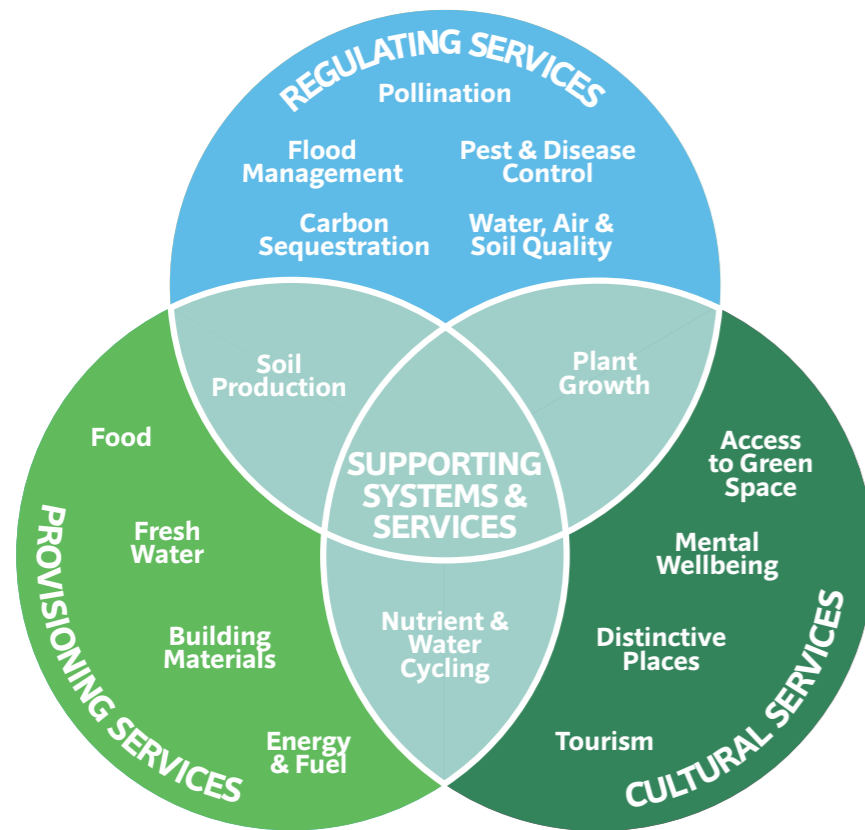 REGULATING SERVICES
Pollination
Flood
Management
Pest & Disease
Control
Carbon
Sequestration
Water, Air &
Soil Quality
Soil
Production
Plant
Growth
SUPPORTING
SYSTEMS &
SERVICES
Nutrient &
Water
Cycling
PROVISIONING SERVICES
Food
Fresh
Water
Building
Materials
Energy
& Fuel
CULTURAL SERVICES
Access
to Green
Space
Mental
Wellbeing
Distinctive
Places
Tourism